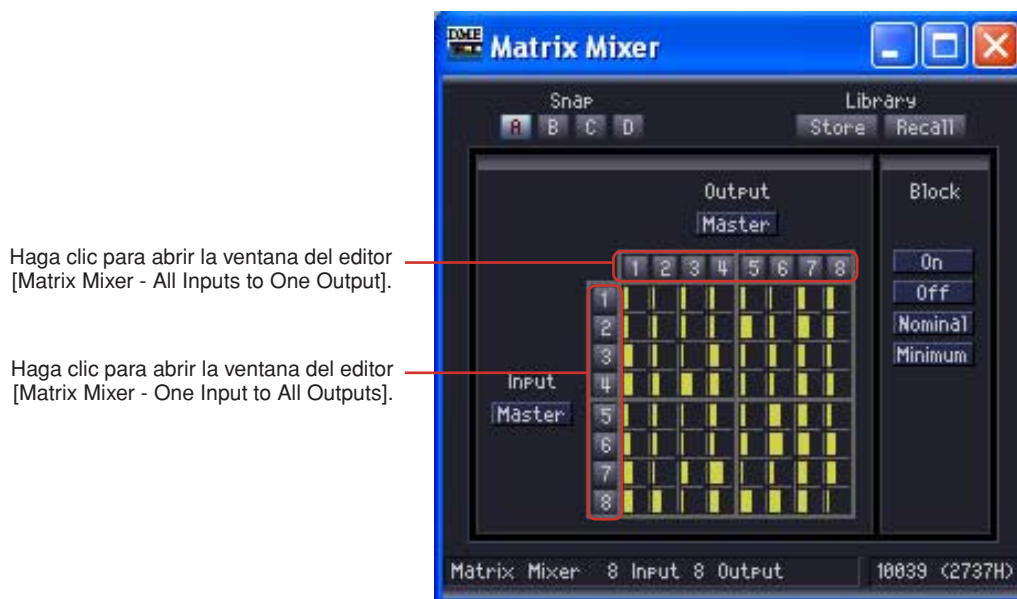 DME Matrix Mixer
Snap
Library
A B C D
Store Recall
Output
Block
Master
Haga clic para abrir la ventana del editor
[Matrix Mixer - All Inputs to One Output].
1 2 3 4 5 6 7 8
On
1
Off
2
Nominal
3
Minimum
Haga clic para abrir la ventana del editor
[Matrix Mixer - One Input to All Outputs].
Input
4
Master
5
6
7
8
Matrix Mixer 8 Input 8 Output
10039 (2737H)